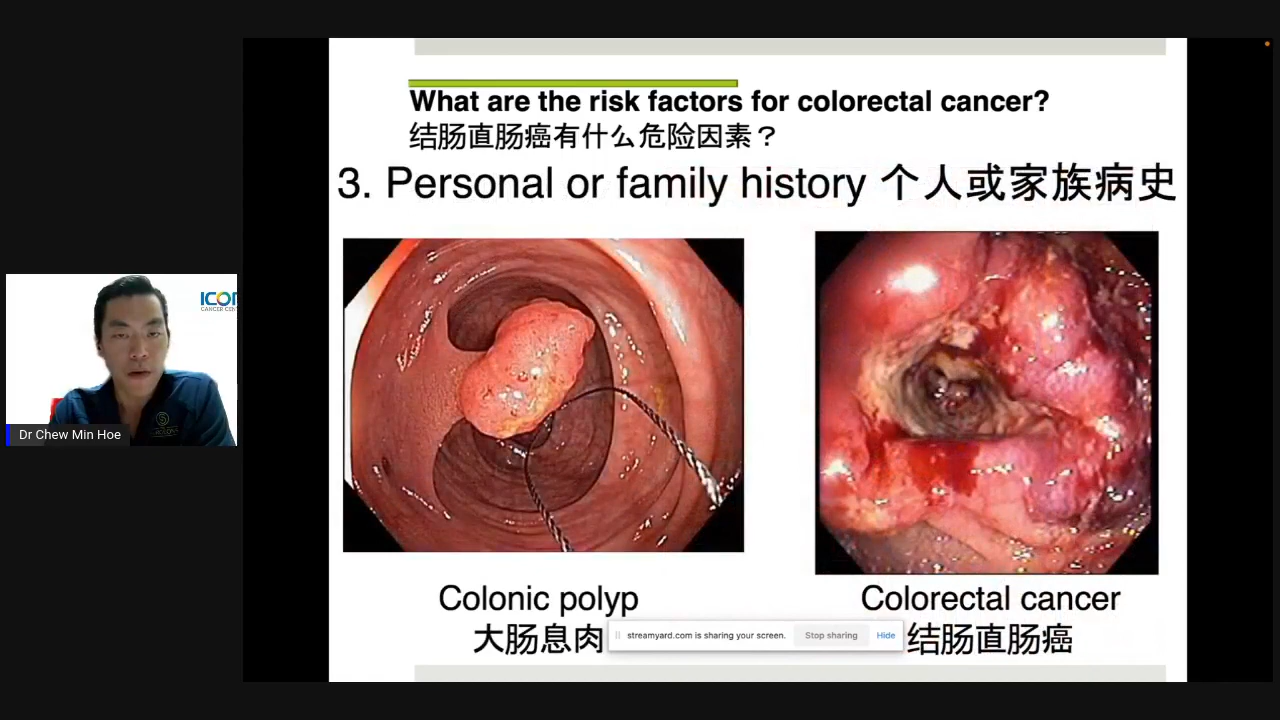 What are the risk factors for colorectal cancer?
结肠直肠癌有什么危险因素？
3. Personal or family history 个人或家族病史
ICON
CANCER CENT
Dr Chew Min Hoe
Colonic polyp
大肠息肉
Colorectal cancer
结肠直肠癌
streamyard.com is sharing your screen.
Stop sharing
Hide